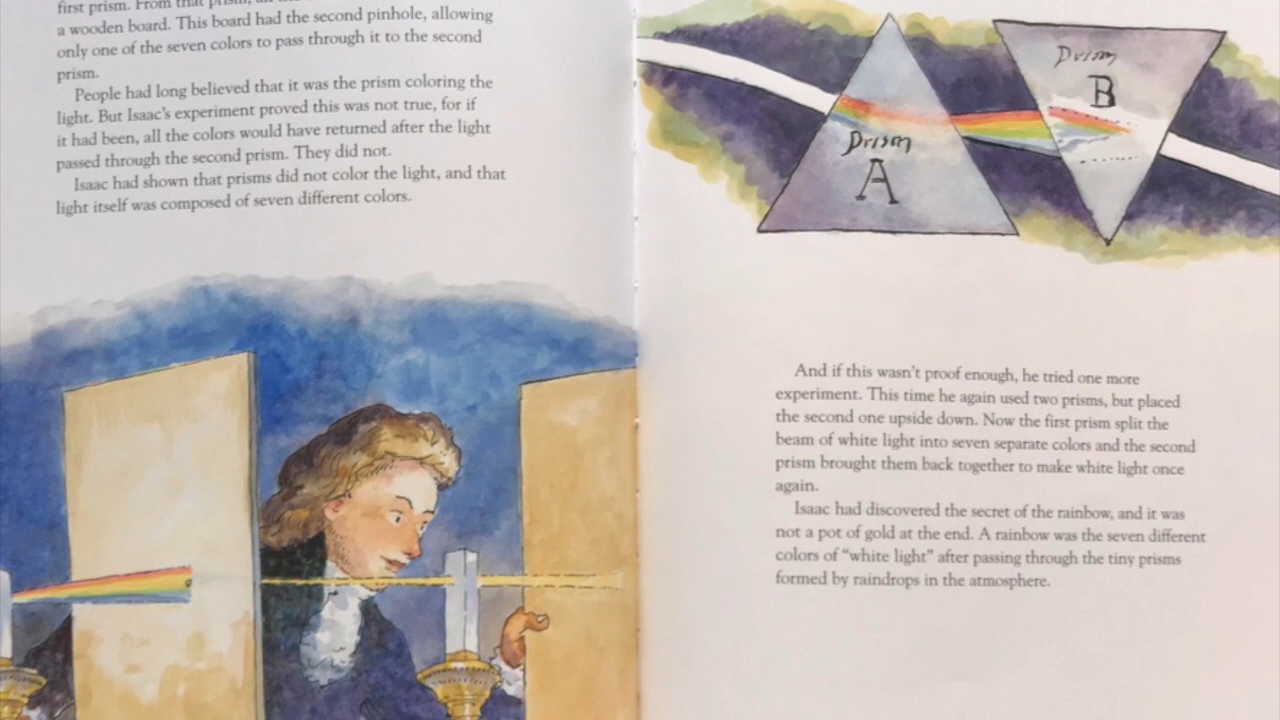 first prism. From that prism, all the
a wooden board. This board had the second pinhole, allowing
only one of the seven colors to pass through it to the second
prism.
People had long believed that it was the prism coloring the
light. But Isaac's experiment proved this was not true, for if
it had been, all the colors would have returned after the light
passed through the second prism. They did not.
Isaac had shown that prisms did not color the light, and that
light itself was composed of seven different colors.
Prism
A
Prism
B
And if this wasn't proof enough, he tried one more
experiment. This time he again used two prisms, but placed
the second one upside down. Now the first prism split the
beam of white light into seven separate colors and the second
prism brought them back together to make white light once
again.
Isaac had discovered the secret of the rainbow, and it was
not a pot of gold at the end. A rainbow was the seven different
colors of “white light” after passing through the tiny prisms
formed by raindrops in the atmosphere.